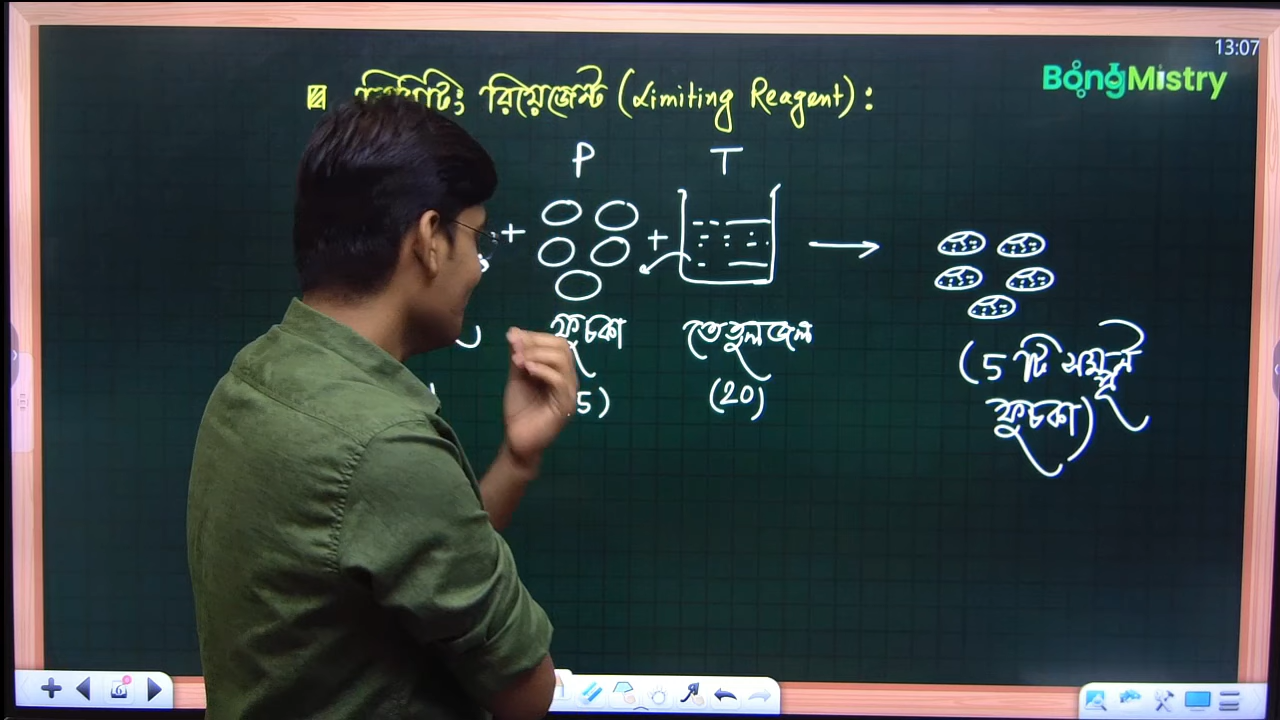 13:07
BongMistry
রিয়েজেন্ট (Limiting Reagent) :
P T
+ +
ফুচকা তেতুলজল
5) (20)
(5 টি সম্পূর্ণ
ফুচকা)